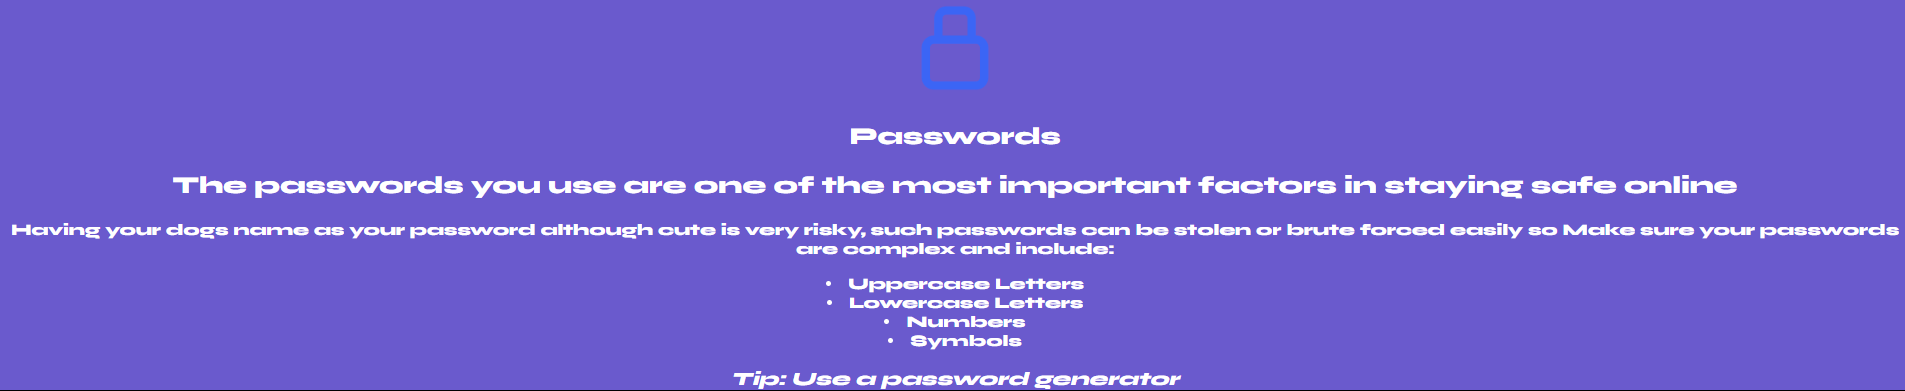 Passwords
The passwords you use are one of the most important factors in staying safe online
Having your dogs name as your password although cute is very risky, such passwords can be stolen or brute forced easily so Make sure your passwords
are complex and include:
• Uppercase Letters
• Lowercase Letters
• Numbers
• Symbols
Tip: Use a password generator